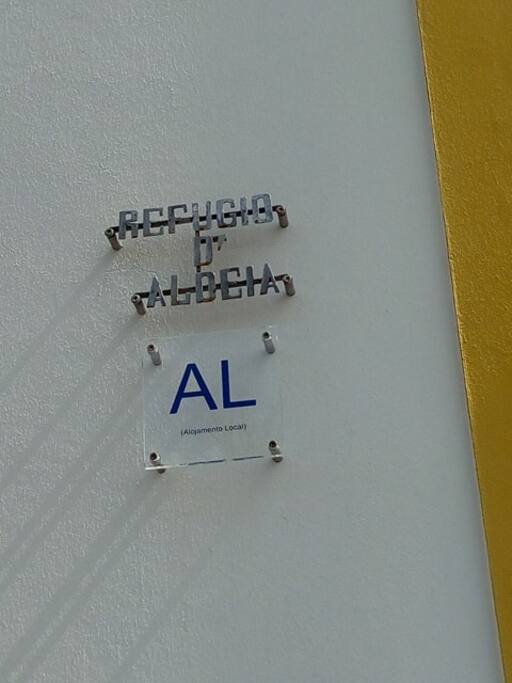 REFUGIO
D'
ALDEIA
AL
(Alojamento Local)